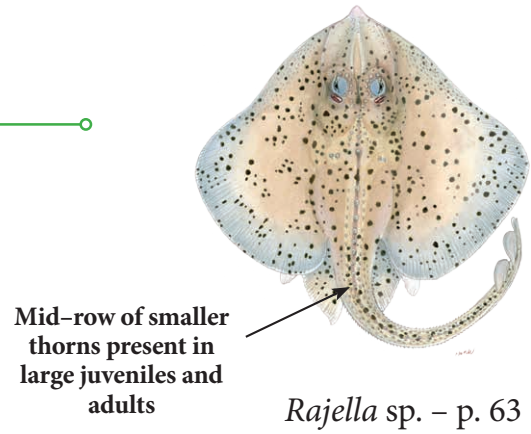 Mid–row of smaller
thorns present in
large juveniles and
adults
Rajella sp. – p. 63